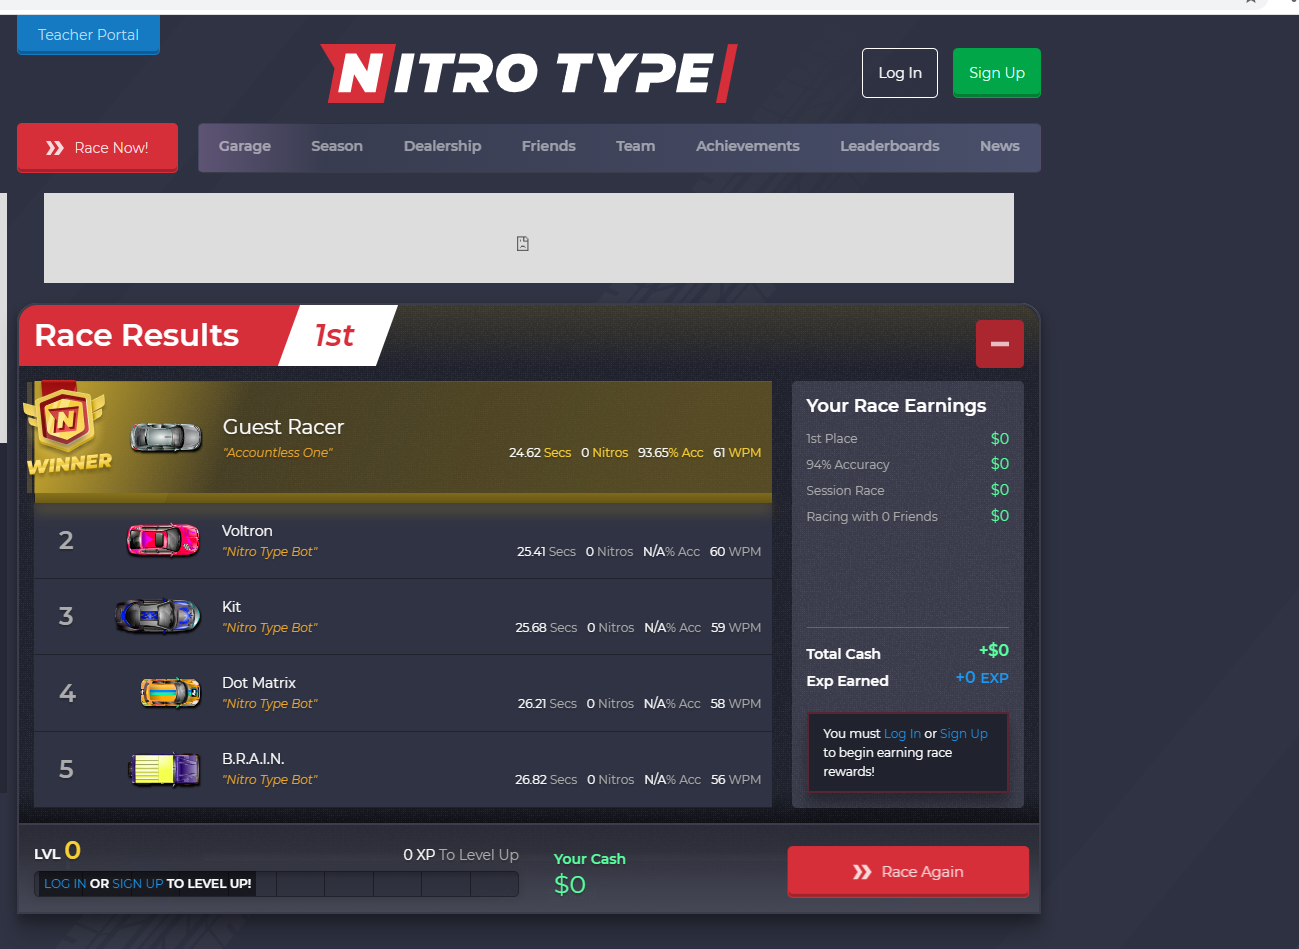 Teacher Portal
NITRO TYPE
Log In
Sign Up
Race Now!
Garage Season Dealership Friends Team Achievements Leaderboards News
Race Results 1st
N
WINNER
Guest Racer
"Accountless One"
24.62 Secs 0 Nitros 93.65% Acc 61 WPM
2
Voltron
"Nitro Type Bot"
25.41 Secs 0 Nitros N/A% Acc 60 WPM
3
Kit
"Nitro Type Bot"
25.68 Secs 0 Nitros N/A% Acc 59 WPM
4
Dot Matrix
"Nitro Type Bot"
26.21 Secs 0 Nitros N/A% Acc 58 WPM
5
B.R.A.I.N.
"Nitro Type Bot"
26.82 Secs 0 Nitros N/A% Acc 56 WPM
Your Race Earnings
1st Place $0
94% Accuracy $0
Session Race $0
Racing with 0 Friends $0
Total Cash +$0
Exp Earned +0 EXP
You must Log In or Sign Up
to begin earning race
rewards!
LVL 0
0 XP To Level Up
LOG IN OR SIGN UP TO LEVEL UP!
Your Cash
$0
Race Again